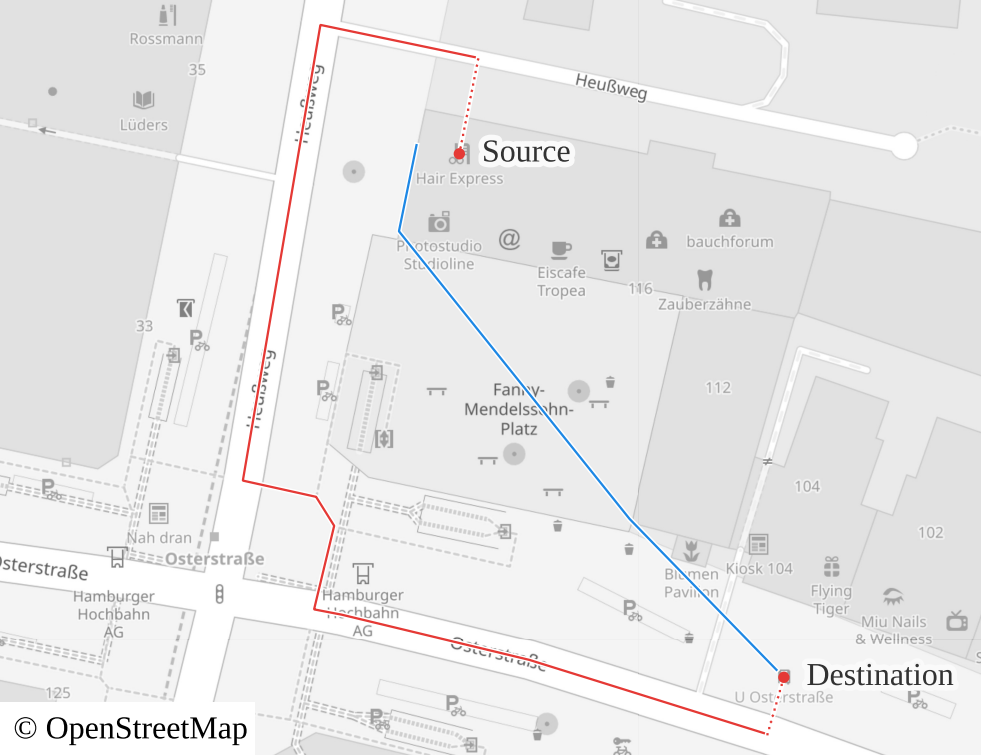 Rossmann
35
Lüders
Heußweg
Heußweg
Source
Hair Express
Photostudio
Studioline
@
Eiscafe
Tropea
bauchforum
116
Zauberzähne
33
P
P
P
Heußweg
112
Fanny-
Mendelssohn-
Platz
104
102
P
Nah dran
Osterstraße
Osterstraße
Hamburger
Hochbahn
AG
Hamburger
Hochbahn
AG
Blumen
Pavillon
Kiosk 104
Flying
Tiger
Miu Nails
& Wellness
P
Osterstraße
Destination
U Osterstraße
125
P
P
P
© OpenStreetMap